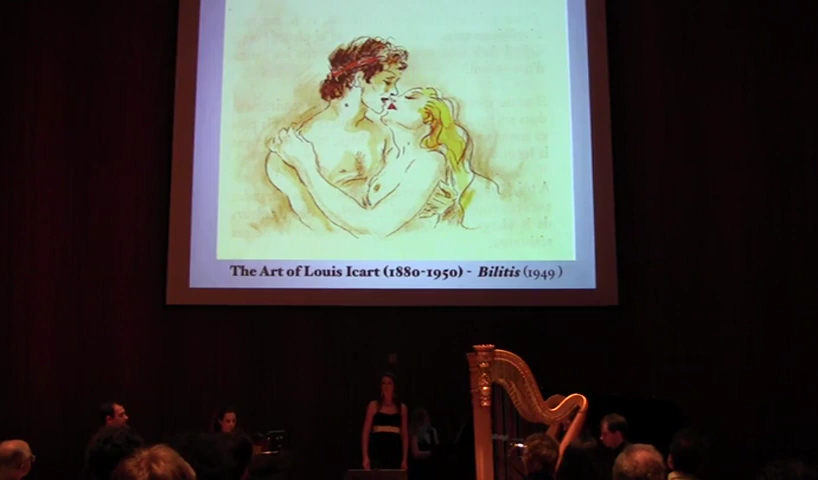 The Art of Louis Icart (1880-1950) - Bilitis (1949)